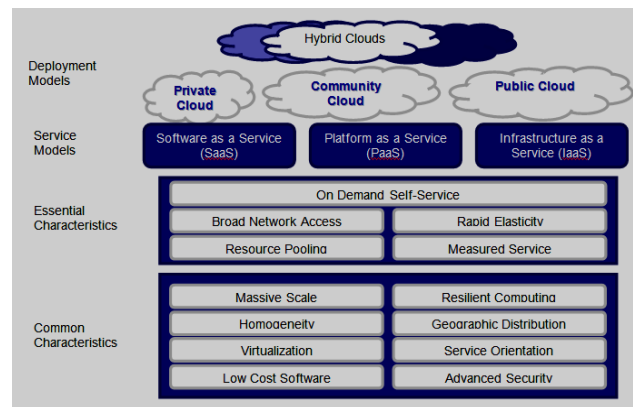 Hybrid Clouds
Deployment
Models
Private
Cloud
Community
Cloud
Public Cloud
Service
Models
Software as a Service
(SaaS)
Platform as a Service
(PaaS)
Infrastructure as a
Service (IaaS)
Essential
Characteristics
On Demand Self-Service
Broad Network Access
Rapid Elasticity
Resource Pooling
Measured Service
Common
Characteristics
Massive Scale
Resilient Computing
Homogeneity
Geographic Distribution
Virtualization
Service Orientation
Low Cost Software
Advanced Security